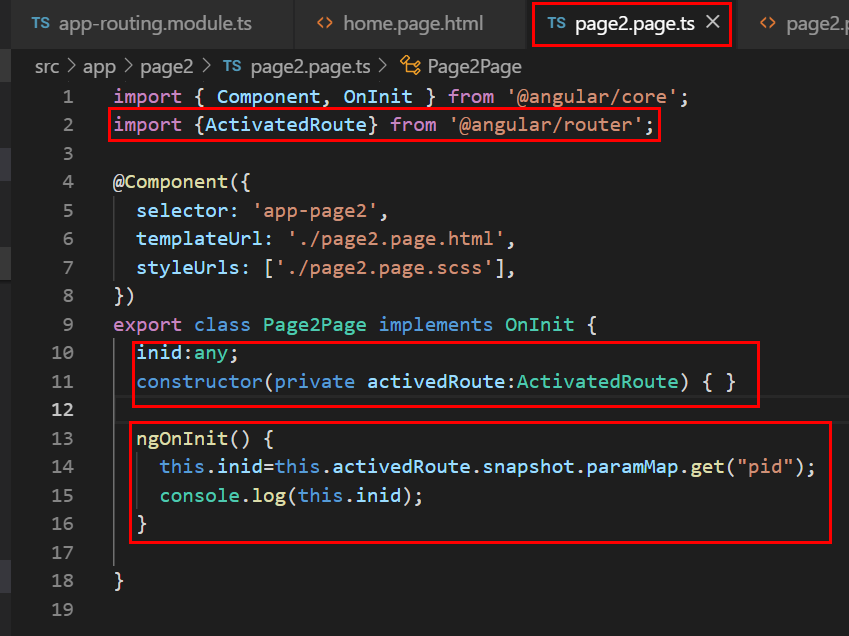 TS app-routing.module.ts <> home.page.html TS page2.page.ts × <> page2.p
src > app > page2 > TS page2.page.ts > Page2Page
1 import { Component, OnInit } from '@angular/core';
2 import {ActivatedRoute} from '@angular/router';
3
4 @Component({
5   selector: 'app-page2',
6   templateUrl: './page2.page.html',
7   styleUrls: ['./page2.page.scss'],
8 })
9 export class Page2Page implements OnInit {
10   inid:any;
11   constructor(private activedRoute:ActivatedRoute) { }
12
13   ngOnInit() {
14     this.inid=this.activedRoute.snapshot.paramMap.get("pid");
15     console.log(this.inid);
16   }
17
18 }
19